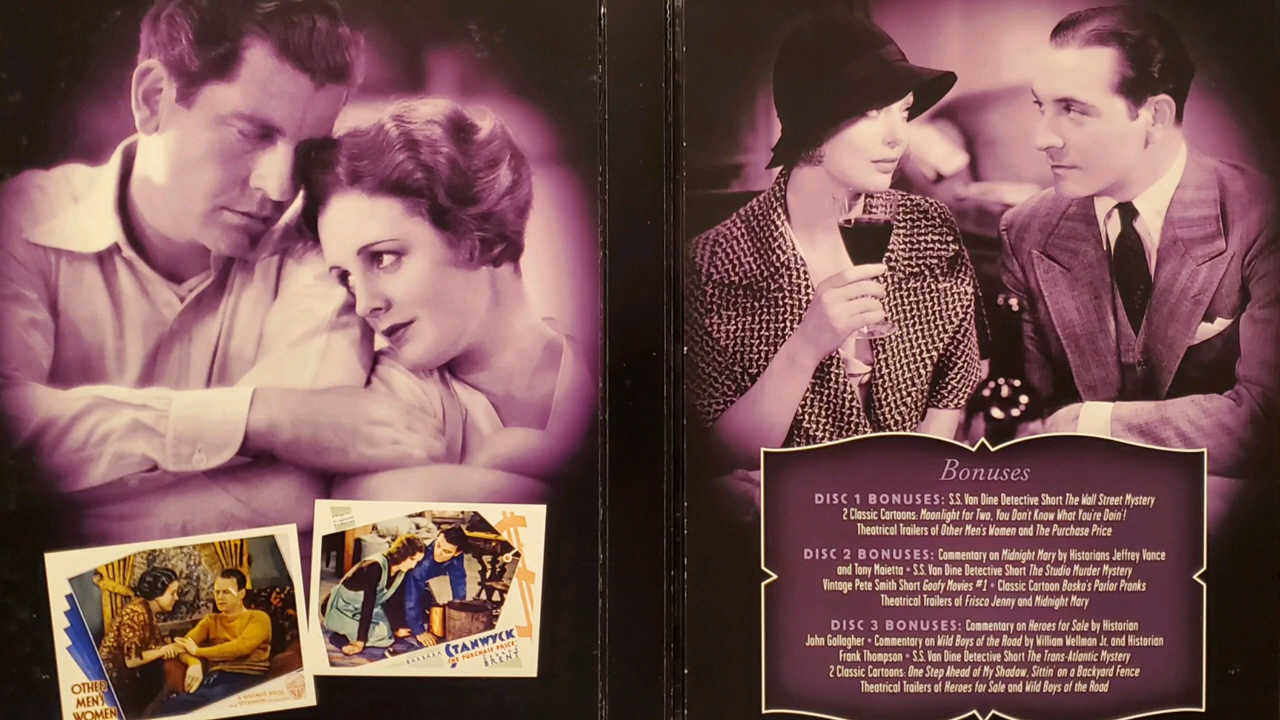 OTHER
MEN'S
WOMEN
BARBARA STANWYCK
"THE PURCHASE PRICE"
BRENT
Bonuses
DISC 1 BONUSES: S.S. Van Dine Detective Short The Wall Street Mystery
2 Classic Cartoons: Moonlight for Two, You Don't Know What You're Doin'!
Theatrical Trailers of Other Men's Women and The Purchase Price
DISC 2 BONUSES: Commentary on Midnight Mary by Historians Jeffrey Vance
and Tony Maietta • S.S. Van Dine Detective Short The Studio Murder Mystery
Vintage Pete Smith Short Goofy Movies #1 • Classic Cartoon Bosko's Parlor Pranks
Theatrical Trailers of Frisco Jenny and Midnight Mary
DISC 3 BONUSES: Commentary on Heroes for Sale by Historian
John Gallagher • Commentary on Wild Boys of the Road by William Wellman Jr. and Historian
Frank Thompson • S.S. Van Dine Detective Short The Trans-Atlantic Mystery
2 Classic Cartoons: One Step Ahead of My Shadow, Sittin' on a Backyard Fence
Theatrical Trailers of Heroes for Sale and Wild Boys of the Road